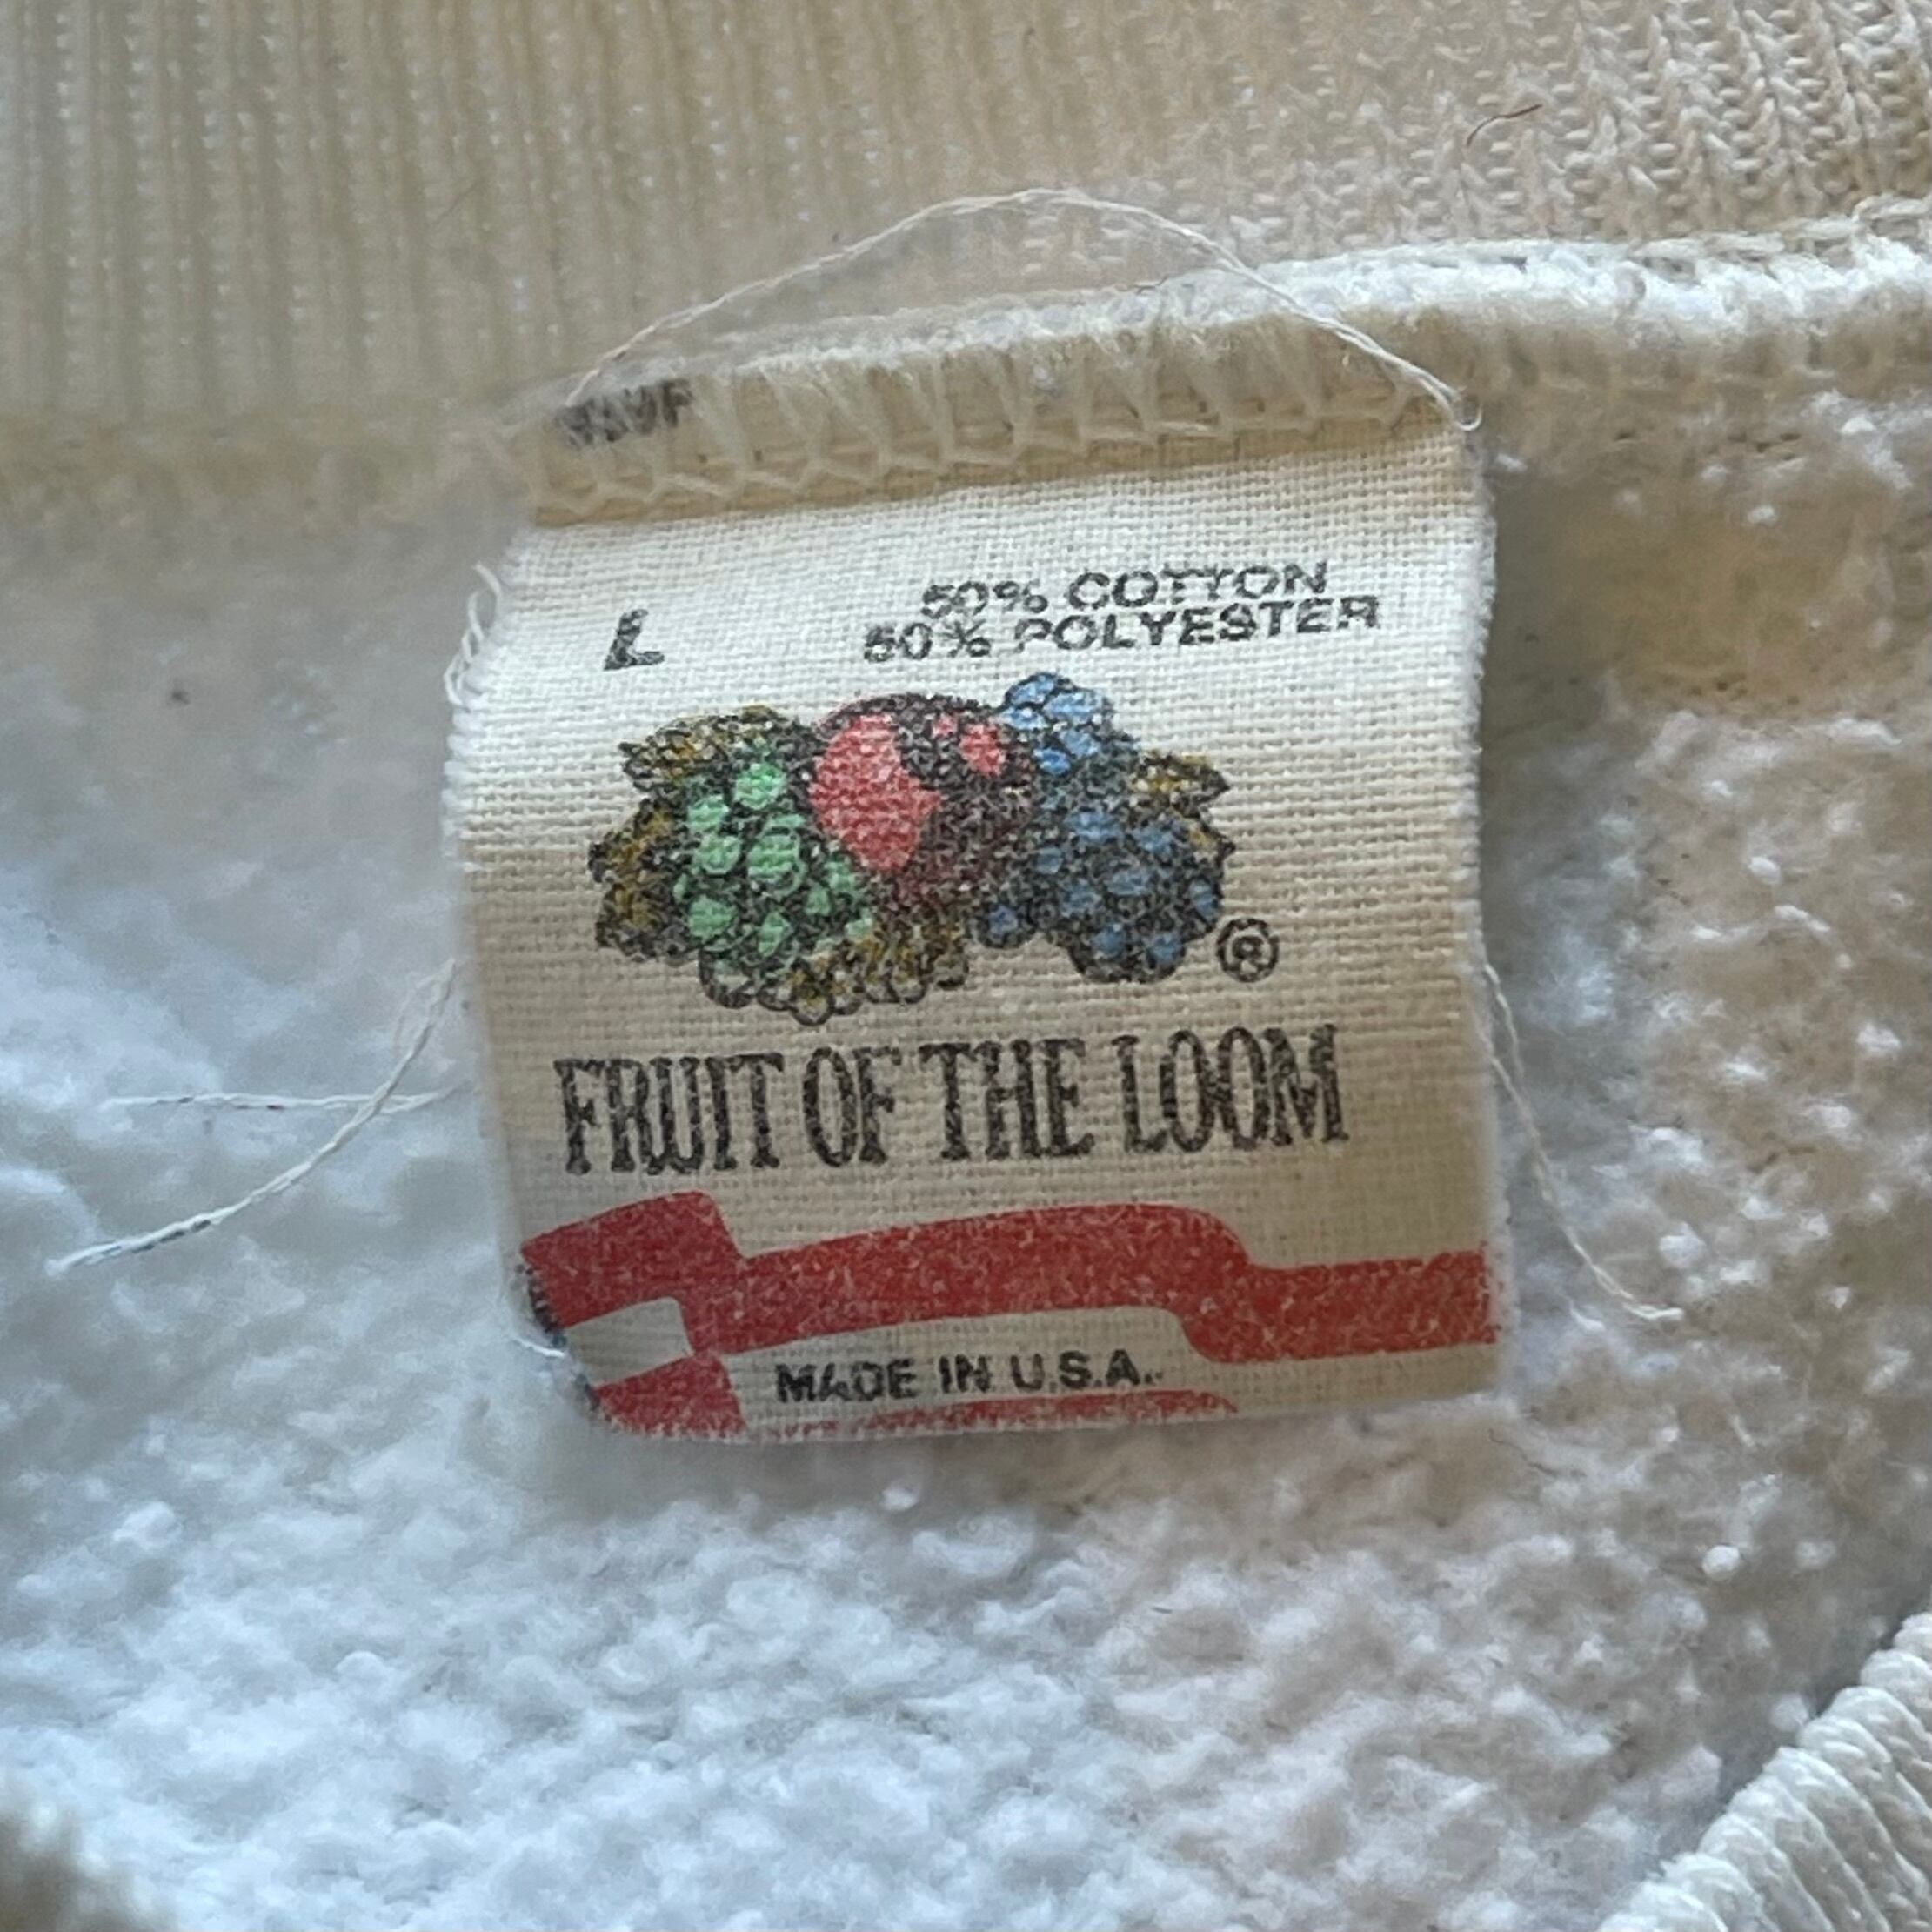 L
50% COTTON
50% POLYESTER
®
FRUIT OF THE LOOM
MADE IN U.S.A.